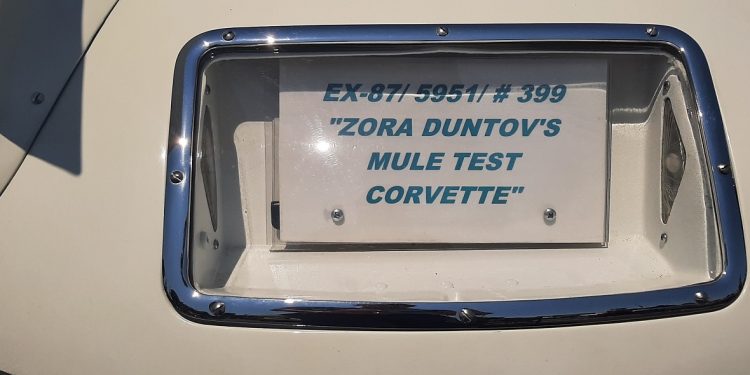 EX-87/ 5951/ # 399
"ZORA DUNTOV'S
MULE TEST
CORVETTE"